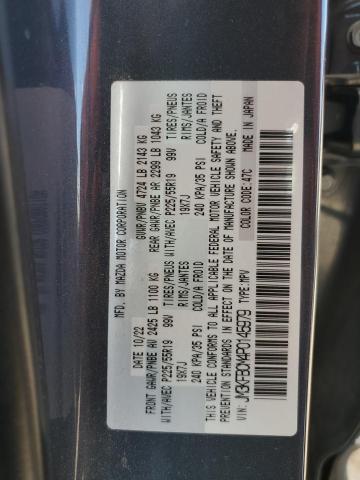 MFD. BY: MAZDA MOTOR CORPORATION
DATE 10/22 GVWR/PNBV 4724 LB 2143 KG
FRONT GAWR/PNBE AV 2425 LB 1100 KG REAR GAWR/PNBE AR 2299 LB 1043 KG
WITH/AVEC P225/55R19 99V TIRES/PNEUS WITH/AVEC P225/55R19 99V TIRES/PNEUS
19X7J RIMS/JANTES 19X7J RIMS/JANTES
240 KPA/35 PSI COLD/A FROID 240 KPA/35 PSI COLD/A FROID
THIS VEHICLE CONFORMS TO ALL APPLICABLE FEDERAL MOTOR VEHICLE SAFETY AND THEFT
PREVENTION STANDARDS IN EFFECT ON THE DATE OF MANUFACTURE SHOWN ABOVE.
VIN: JM3KFBCM4P0145979
TYPE:MPV COLOR CODE:47C MADE IN JAPAN